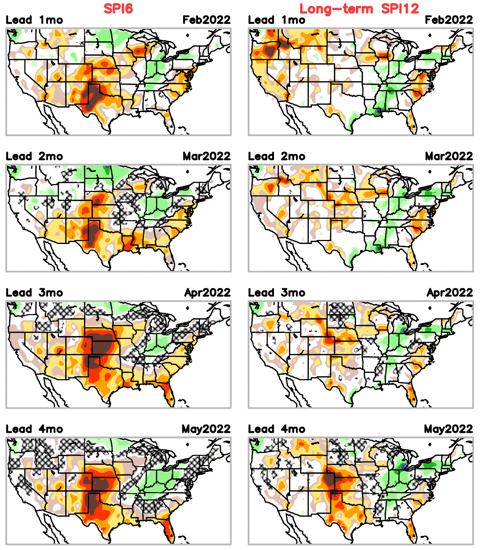 SPI6 Long-term SPI12
Lead 1mo Feb2022 Lead 1mo Feb2022
Lead 2mo Mar2022 Lead 2mo Mar2022
Lead 3mo Apr2022 Lead 3mo Apr2022
Lead 4mo May2022 Lead 4mo May2022